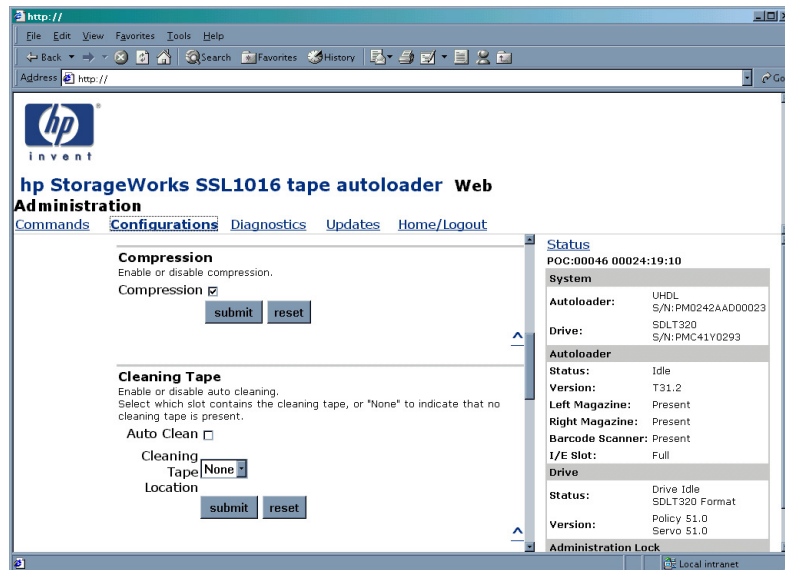 http://
File Edit View Favorites Tools Help
Back Search Favorites History
Address http:// Go
hp
invent
hp StorageWorks SSL1016 tape autoloader Web
Administration
Commands Configurations Diagnostics Updates Home/Logout
Compression
Enable or disable compression.
Compression
submit reset
^
Cleaning Tape
Enable or disable auto cleaning.
Select which slot contains the cleaning tape, or "None" to indicate that no
cleaning tape is present.
Auto Clean
Cleaning
Tape None
Location
submit reset
^
Status
POC:00046 00024:19:10
System
Autoloader: UHDL
S/N:PM0242AAD00023
Drive: SDLT320
S/N:PMC41Y0293
Autoloader
Status: Idle
Version: T31.2
Left Magazine: Present
Right Magazine: Present
Barcode Scanner: Present
I/E Slot: Full
Drive
Status: Drive Idle
SDLT320 Format
Version: Policy 51.0
Servo 51.0
Administration Lock
Local intranet